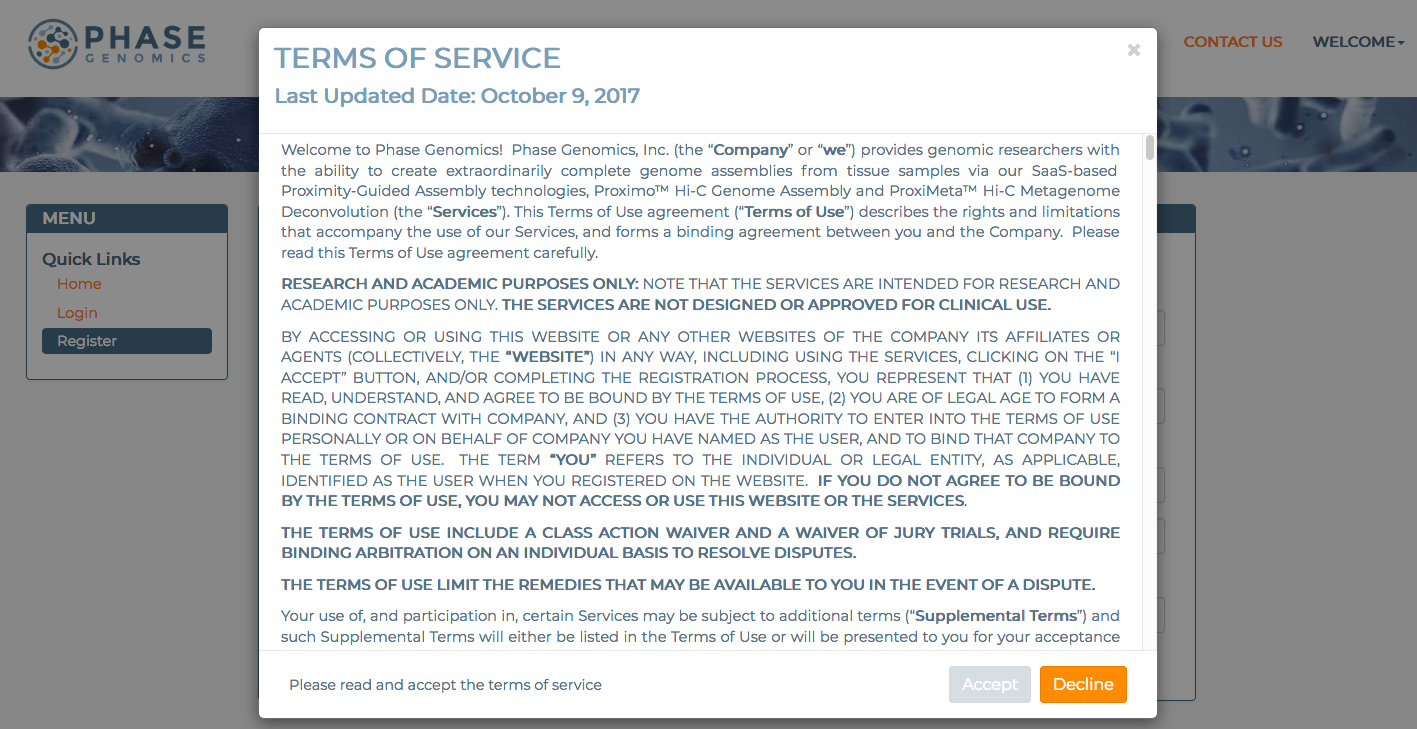 PHASE
GENOMICS
CONTACT US
WELCOME
TERMS OF SERVICE
Last Updated Date: October 9, 2017
MENU
Quick Links
Home
Login
Register
Welcome to Phase Genomics!  Phase Genomics, Inc. (the “Company” or “we”) provides genomic researchers with
the ability to create extraordinarily complete genome assemblies from tissue samples via our SaaS-based
Proximity-Guided Assembly technologies, Proximo™ Hi-C Genome Assembly and ProxiMeta™ Hi-C Metagenome
Deconvolution (the “Services”). This Terms of Use agreement (“Terms of Use”) describes the rights and limitations
that accompany the use of our Services, and forms a binding agreement between you and the Company.  Please
read this Terms of Use agreement carefully.
RESEARCH AND ACADEMIC PURPOSES ONLY: NOTE THAT THE SERVICES ARE INTENDED FOR RESEARCH AND
ACADEMIC PURPOSES ONLY. THE SERVICES ARE NOT DESIGNED OR APPROVED FOR CLINICAL USE.
BY ACCESSING OR USING THIS WEBSITE OR ANY OTHER WEBSITES OF THE COMPANY ITS AFFILIATES OR
AGENTS (COLLECTIVELY, THE “WEBSITE”) IN ANY WAY, INCLUDING USING THE SERVICES, CLICKING ON THE “I
ACCEPT” BUTTON, AND/OR COMPLETING THE REGISTRATION PROCESS, YOU REPRESENT THAT (1) YOU HAVE
READ, UNDERSTAND, AND AGREE TO BE BOUND BY THE TERMS OF USE, (2) YOU ARE OF LEGAL AGE TO FORM A
BINDING CONTRACT WITH COMPANY, AND (3) YOU HAVE THE AUTHORITY TO ENTER INTO THE TERMS OF USE
PERSONALLY OR ON BEHALF OF COMPANY YOU HAVE NAMED AS THE USER, AND TO BIND THAT COMPANY TO
THE TERMS OF USE.  THE TERM “YOU” REFERS TO THE INDIVIDUAL OR LEGAL ENTITY, AS APPLICABLE,
IDENTIFIED AS THE USER WHEN YOU REGISTERED ON THE WEBSITE.  IF YOU DO NOT AGREE TO BE BOUND
BY THE TERMS OF USE, YOU MAY NOT ACCESS OR USE THIS WEBSITE OR THE SERVICES.
THE TERMS OF USE INCLUDE A CLASS ACTION WAIVER AND A WAIVER OF JURY TRIALS, AND REQUIRE
BINDING ARBITRATION ON AN INDIVIDUAL BASIS TO RESOLVE DISPUTES.
THE TERMS OF USE LIMIT THE REMEDIES THAT MAY BE AVAILABLE TO YOU IN THE EVENT OF A DISPUTE.
Your use of, and participation in, certain Services may be subject to additional terms (“Supplemental Terms”) and
such Supplemental Terms will either be listed in the Terms of Use or will be presented to you for your acceptance
Please read and accept the terms of service
Accept
Decline